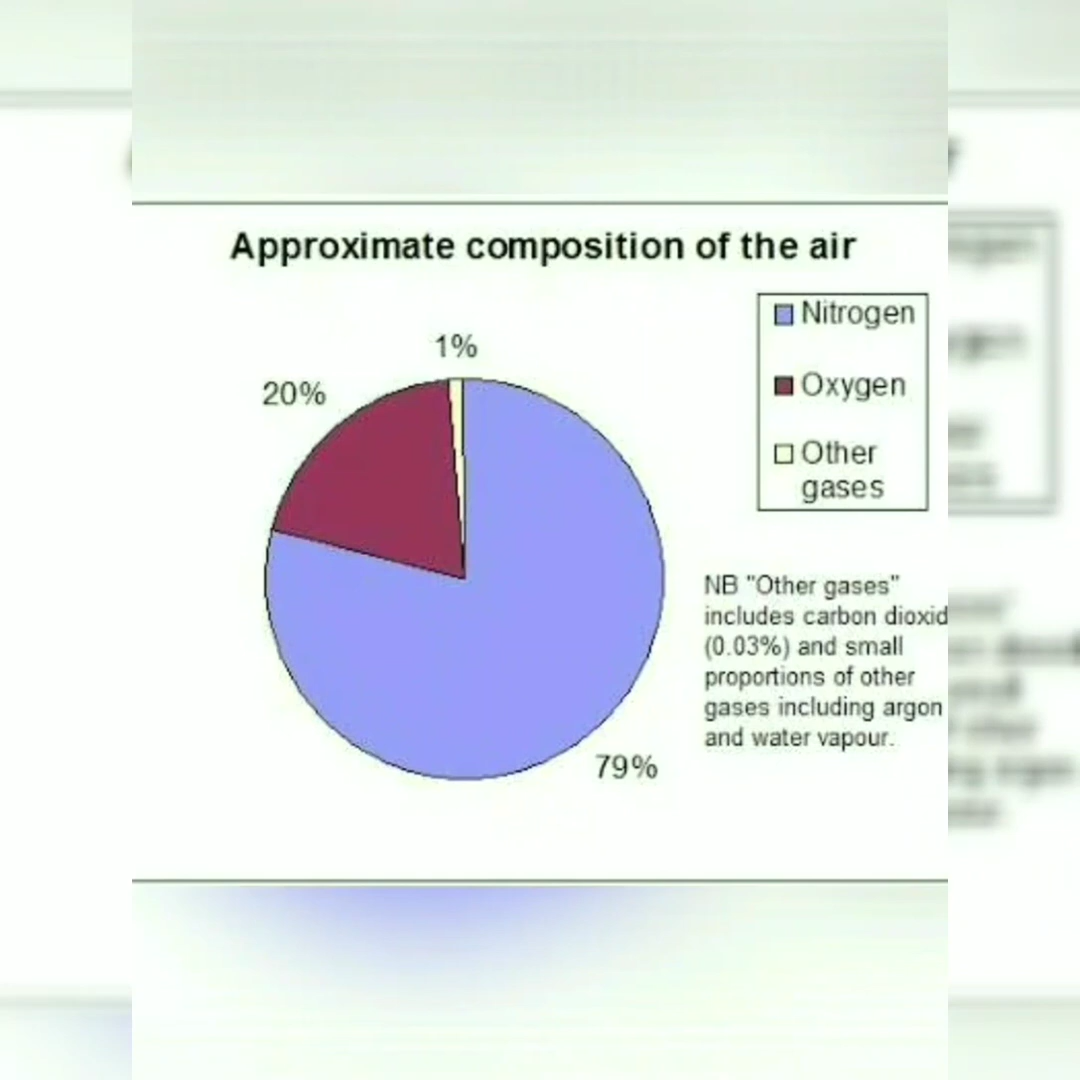 Approximate composition of the air
Nitrogen
Oxygen
Other
gases
1%
20%
79%
NB "Other gases"
includes carbon dioxid
(0.03%) and small
proportions of other
gases including argon
and water vapour.